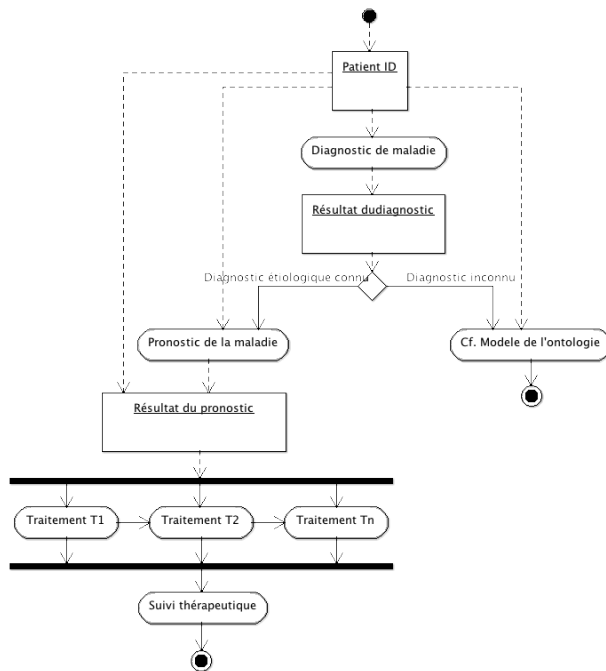 Patient ID
Diagnostic de maladie
Résultat dudiagnostic
Diagnostic étiologique connu
Diagnostic inconnu
Pronostic de la maladie
Cf. Modele de l'ontologie
Résultat du pronostic
Traitement T1
Traitement T2
Traitement Tn
Suivi thérapeutique